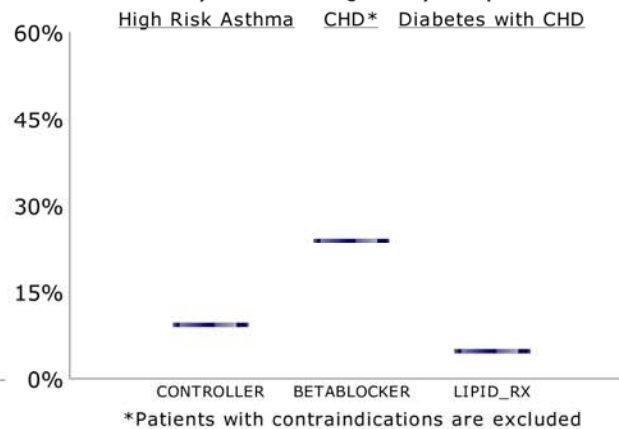 High Risk Asthma CHD* Diabetes with CHD
60%
45%
30%
15%
0%
CONTROLLER BETABLOCKER LIPID_RX
*Patients with contraindications are excluded